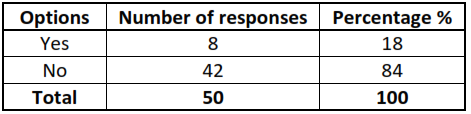 Options Number of responses Percentage %
Yes 8 18
No 42 84
Total 50 100